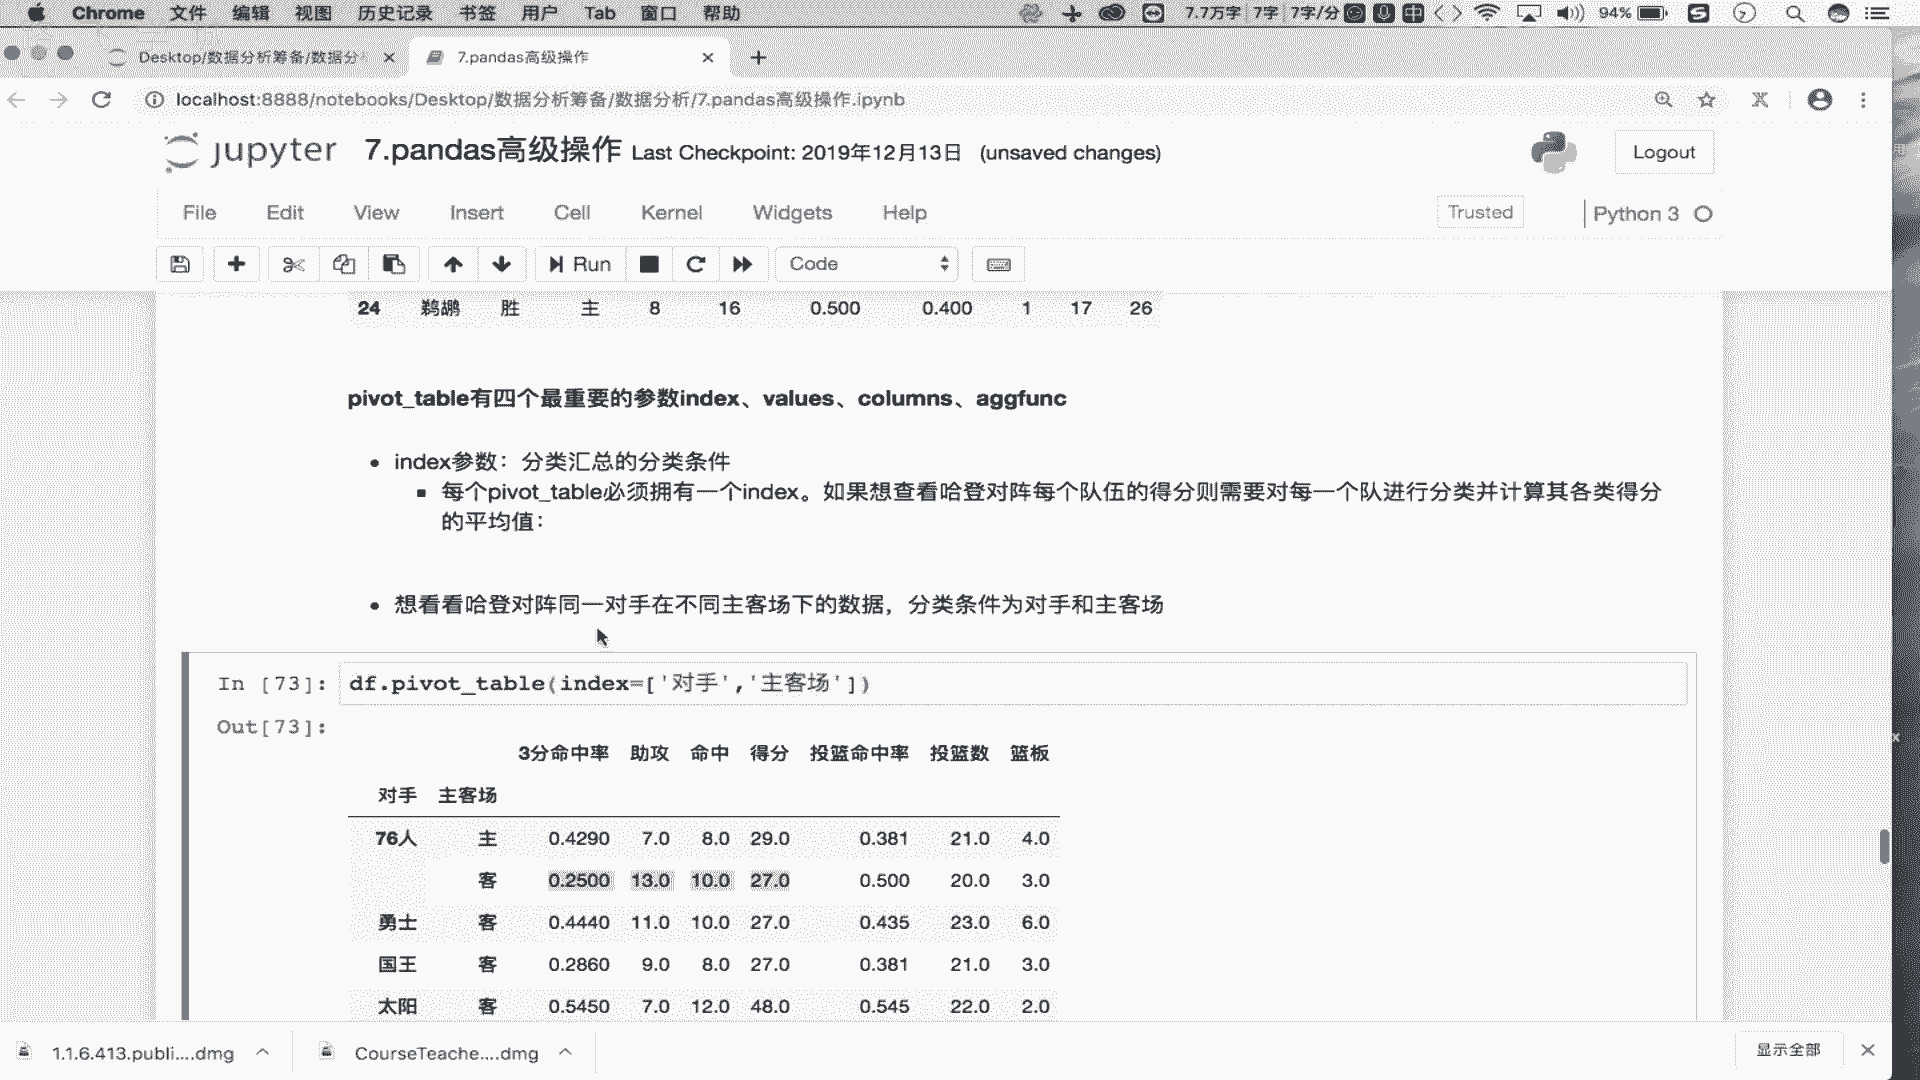 Chrome 文件 编辑 视图 历史记录 书签 用户 Tab 窗口 帮助 7.7万字 7字 7字/分 中 94%
Desktop/数据分析筹备/数据分 7.pandas高级操作
localhost:8888/notebooks/Desktop/数据分析筹备/数据分析/7.pandas高级操作.ipynb
jupyter 7.pandas高级操作 Last Checkpoint: 2019年12月13日 (unsaved changes) Logout
File Edit View Insert Cell Kernel Widgets Help Trusted Python 3
Run Code
24 鹈鹕 胜 主 8 16 0.500 0.400 1 17 26
pivot_table有四个最重要的参数index、values、columns、aggfunc
index参数：分类汇总的分类条件
每个pivot_table必须拥有一个index。如果想查看哈登对阵每个队伍的得分则需要对每一个队进行分类并计算其各类得分
的平均值：
想看看哈登对阵同一对手在不同主客场下的数据，分类条件为对手和主客场
In [73]: df.pivot_table(index=['对手','主客场'])
Out[73]:
3分命中率 助攻 命中 得分 投篮命中率 投篮数 篮板
对手 主客场
76人 主 0.4290 7.0 8.0 29.0 0.381 21.0 4.0
客 0.2500 13.0 10.0 27.0 0.500 20.0 3.0
勇士 客 0.4440 11.0 10.0 27.0 0.435 23.0 6.0
国王 客 0.2860 9.0 8.0 27.0 0.381 21.0 3.0
太阳 客 0.5450 7.0 12.0 48.0 0.545 22.0 2.0
1.1.6.413.publi....dmg CourseTeache....dmg 显示全部